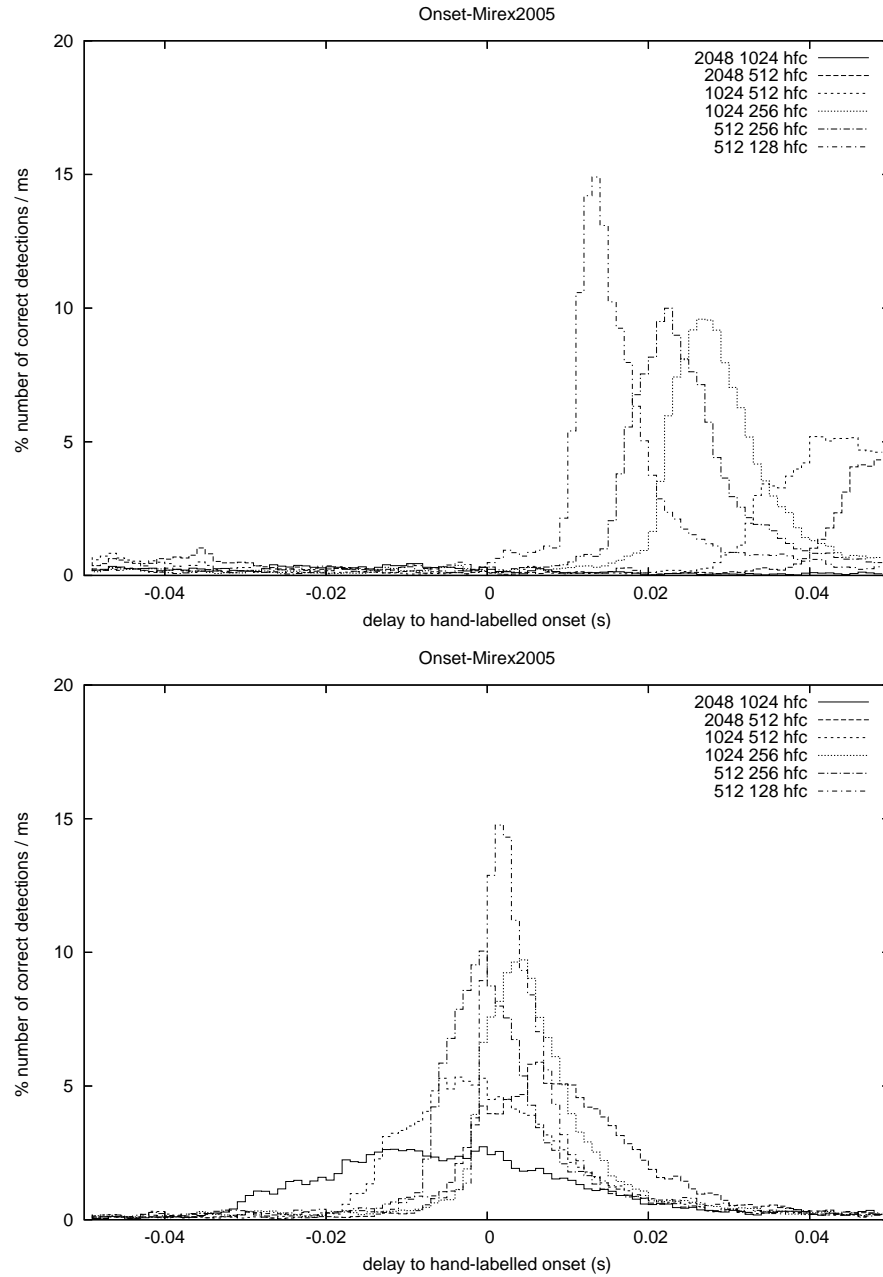 Onset-Mirex2005
20
2048 1024 hfc
2048 512 hfc
1024 512 hfc
1024 256 hfc
512 256 hfc
512 128 hfc
15
% number of correct detections / ms
10
5
0
-0.04
-0.02
0
0.02
0.04
delay to hand-labelled onset (s)
Onset-Mirex2005
20
2048 1024 hfc
2048 512 hfc
1024 512 hfc
1024 256 hfc
512 256 hfc
512 128 hfc
15
% number of correct detections / ms
10
5
0
-0.04
-0.02
0
0.02
0.04
delay to hand-labelled onset (s)